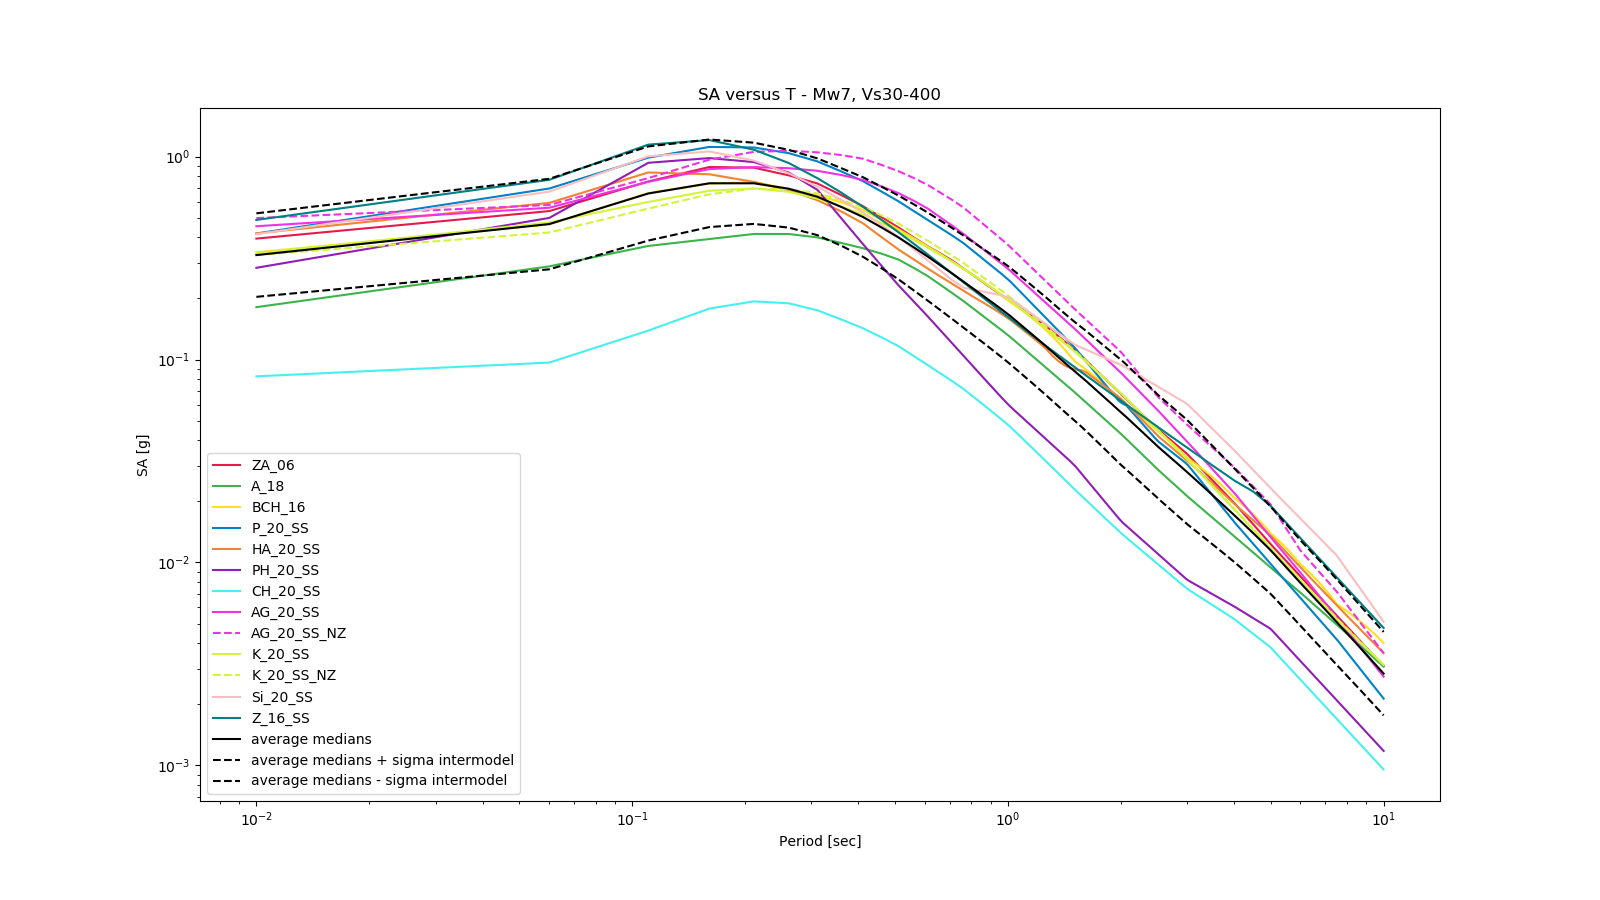 SA versus T - Mw7, Vs30-400
10⁰
10⁻¹
10⁻²
10⁻³
SA [g]
ZA_06
A_18
BCH_16
P_20_SS
HA_20_SS
PH_20_SS
CH_20_SS
AG_20_SS
AG_20_SS_NZ
K_20_SS
K_20_SS_NZ
Si_20_SS
Z_16_SS
average medians
average medians + sigma intermodel
average medians - sigma intermodel
10⁻² 10⁻¹ 10⁰ 10¹
Period [sec]